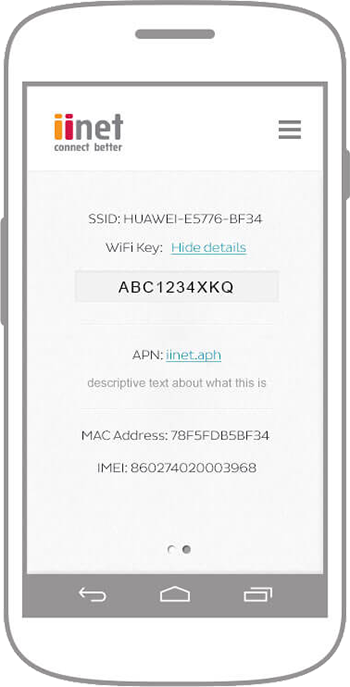 iinet
connect better
SSID: HUAWEI-E5776-BF34
WiFi Key: Hide details
ABC1234XKQ
APN: iinet.aph
descriptive text about what this is
MAC Address: 78F5FDB5BF34
IMEI: 860274020003968